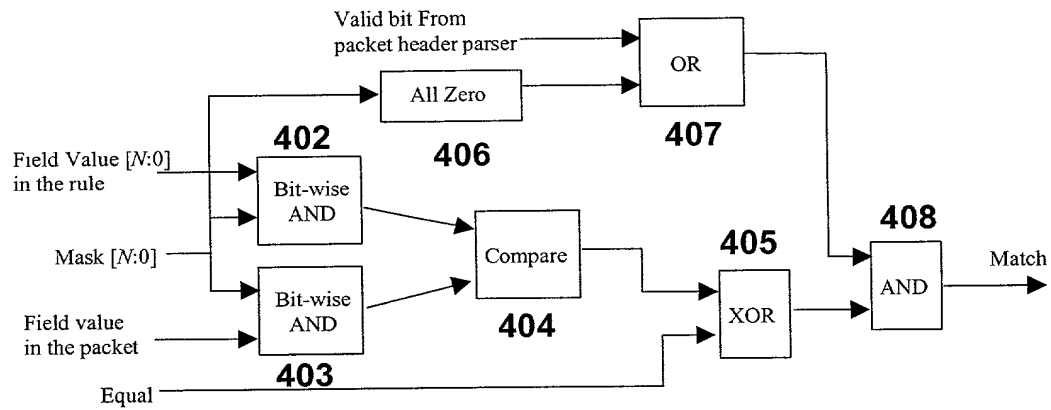 Valid bit From
packet header parser
OR
All Zero
407
402
406
Field Value [N:0]
in the rule
Bit-wise
AND
408
405
Mask [N:0]
Compare
Match
AND
Bit-wise
AND
XOR
404
Field value
in the packet
403
Equal